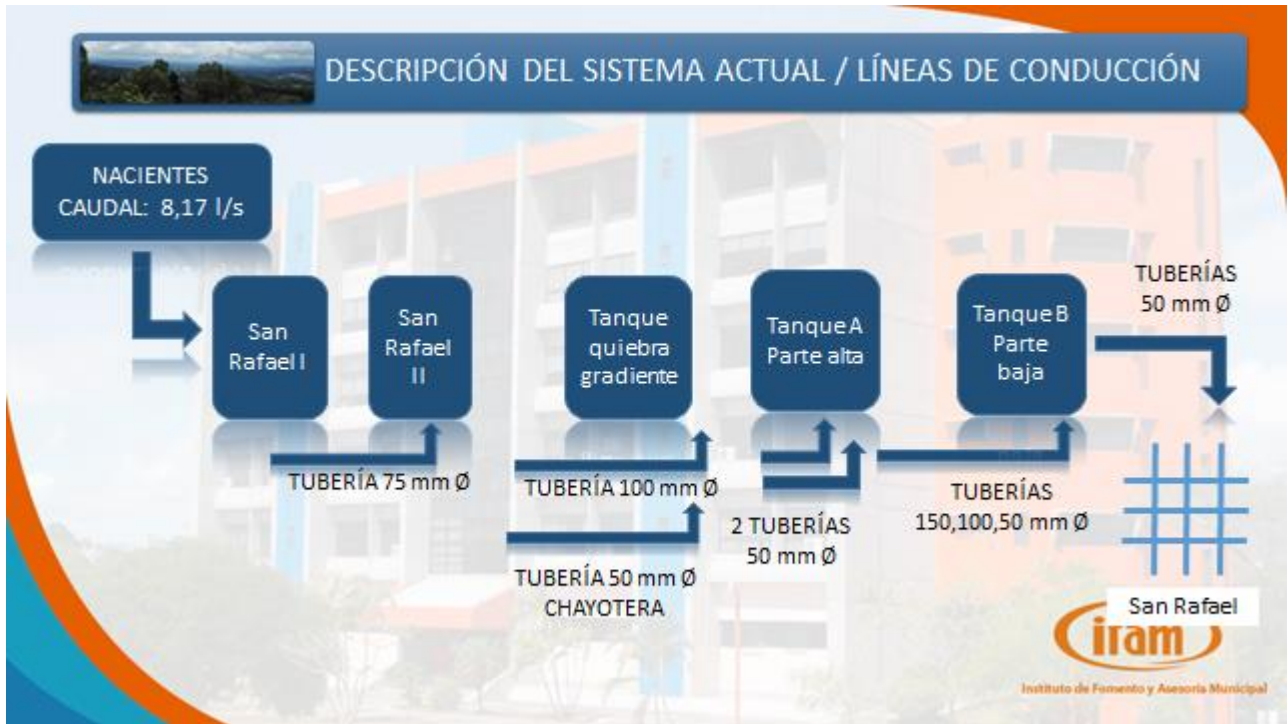 DESCRIPCIÓN DEL SISTEMA ACTUAL / LÍNEAS DE CONDUCCIÓN
NACIENTES
CAUDAL: 8,17 l/s
San
Rafael I
San
Rafael
II
Tanque
quiebra
gradiente
Tanque A
Parte alta
Tanque B
Parte
baja
TUBERÍAS
50 mm Ø
TUBERÍA 75 mm Ø
TUBERÍA 100 mm Ø
TUBERÍA 50 mm Ø
CHAYOTERA
2 TUBERÍAS
50 mm Ø
TUBERÍAS
150,100,50 mm Ø
San Rafael
ifam
Instituto de Fomento y Asesoría Municipal